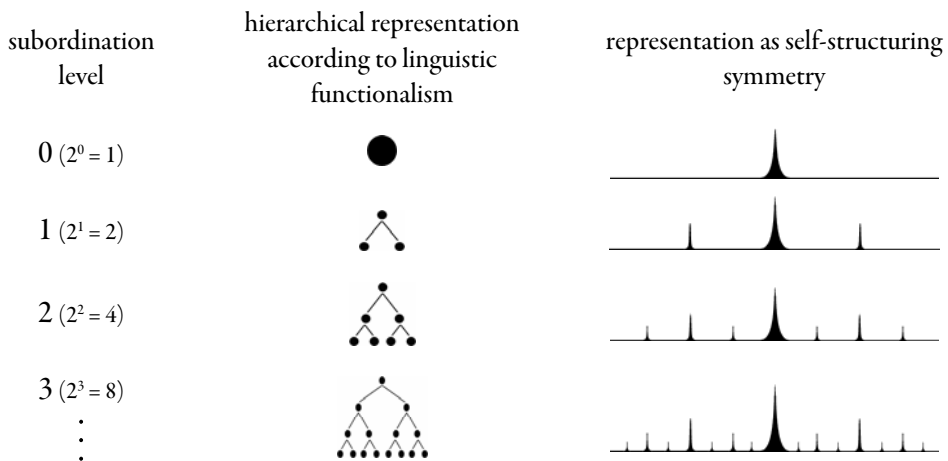 subordination
level
hierarchical representation
according to linguistic
functionalism
representation as self-structuring
symmetry
0 (2⁰ = 1)
1 (2¹ = 2)
2 (2² = 4)
3 (2³ = 8)